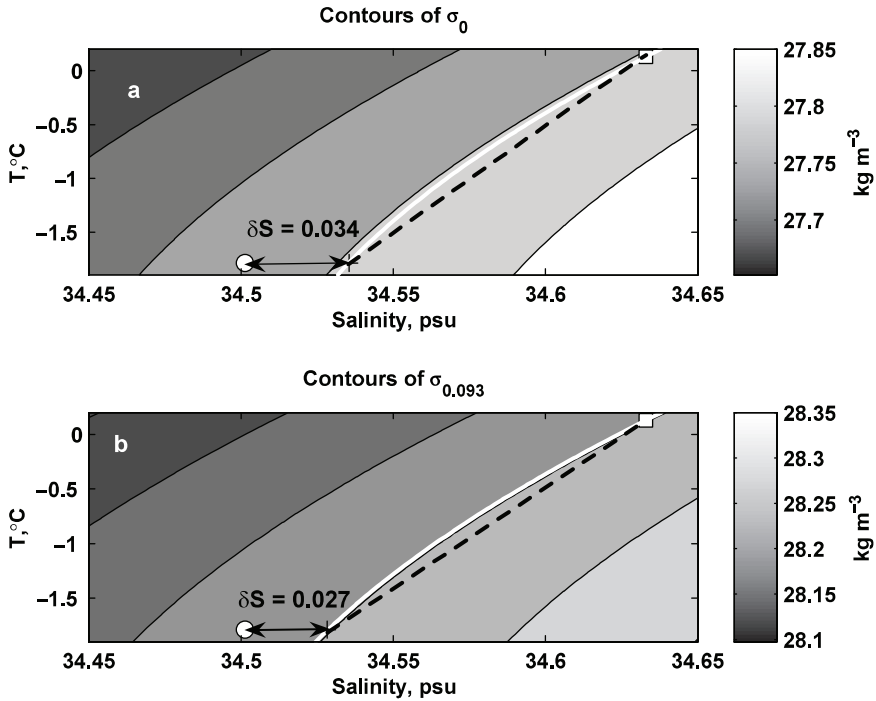 Contours of σ0
a
0
−0.5
−1
−1.5
T,°C
δS = 0.034
34.45 34.5 34.55 34.6 34.65
Salinity, psu
27.85
27.8
27.75
27.7
kg m−3
Contours of σ0.093
b
0
−0.5
−1
−1.5
T,°C
δS = 0.027
34.45 34.5 34.55 34.6 34.65
Salinity, psu
28.35
28.3
28.25
28.2
28.15
28.1
kg m−3